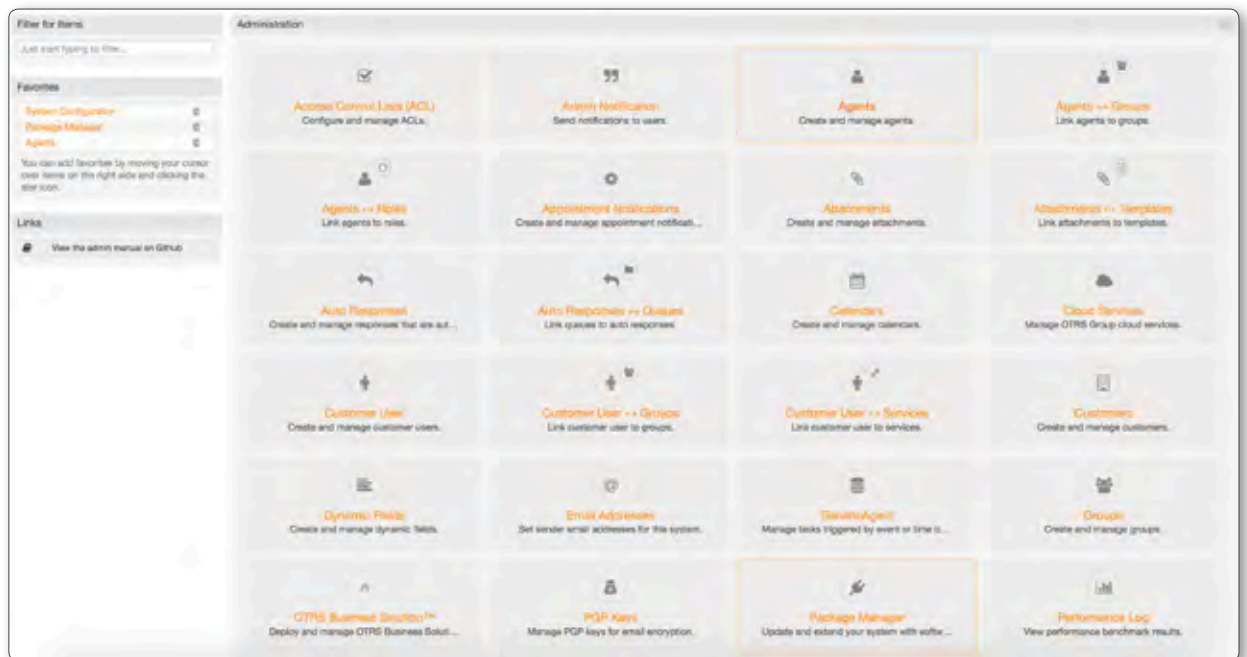 Filter for Items
Just start typing to filter...
Favorites
System Configuration
Package Manager
Agents
You can add favorites by moving your cursor
over items on the right side and clicking the
star icon.
Links
View the admin manual on Github
Administration
Access Control Lists (ACL)
Configure and manage ACLs.
Admin Notification
Send notifications to users.
Agents
Create and manage agents.
Agents ↔ Groups
Link agents to groups.
Agents ↔ Roles
Link agents to roles.
Appointment Notifications
Create and manage appointment notificati...
Attachments
Create and manage attachments.
Attachments ↔ Templates
Link attachments to templates.
Auto Responses
Create and manage responses that are aut...
Auto Responses ↔ Queues
Link queues to auto responses.
Calendars
Create and manage calendars.
Cloud Services
Manage OTRS Group cloud services.
Customer User
Create and manage customer users.
Customer User ↔ Groups
Link customer user to groups.
Customer User ↔ Services
Link customer user to services.
Customers
Create and manage customers.
Dynamic Fields
Create and manage dynamic fields.
Email Addresses
Set sender email addresses for this system.
GenericAgent
Manage tasks triggered by event or time b...
Groups
Create and manage groups.
OTRS Business Solution™
Deploy and manage OTRS Business Soluti...
PGP Keys
Manage PGP keys for email encryption.
Package Manager
Update and extend your system with softw...
Performance Log
View performance benchmark results.